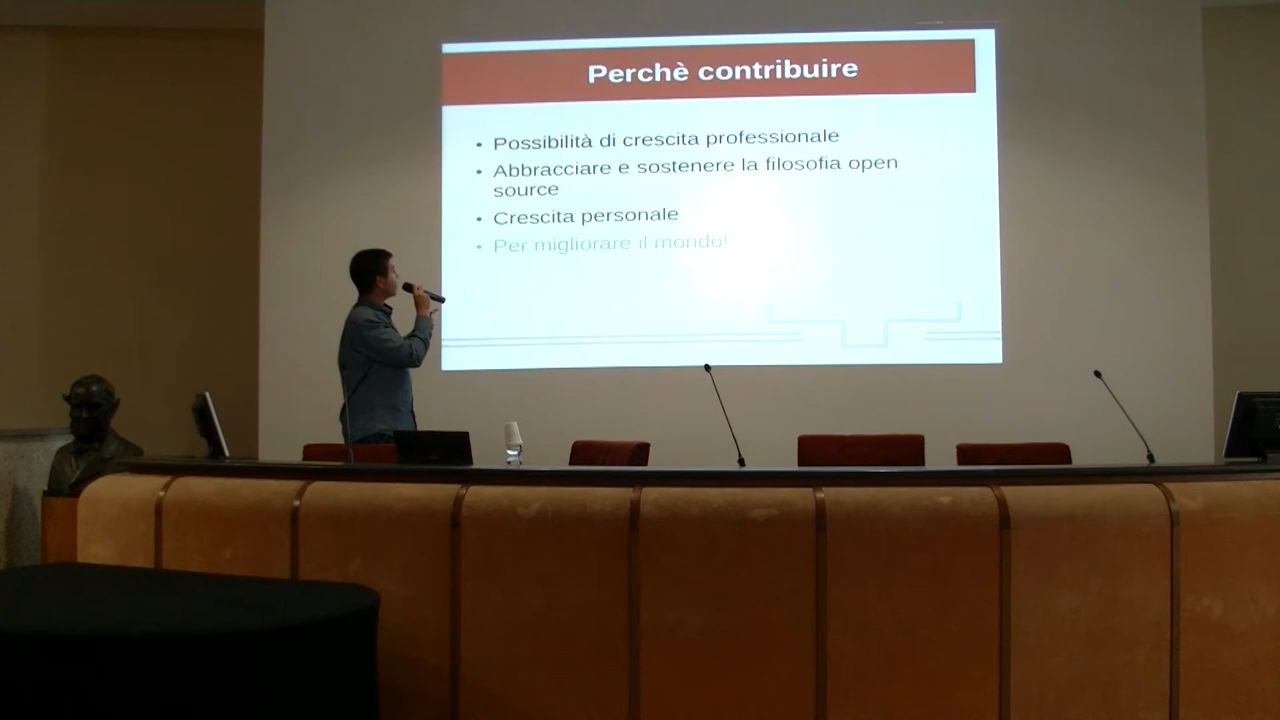 Perchè contribuire
• Possibilità di crescita professionale
• Abbracciare e sostenere la filosofia open
source
• Crescita personale
• Per migliorare il mondo!